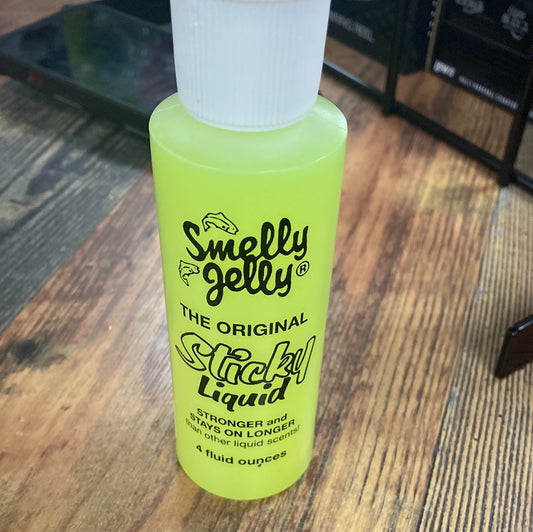 Smelly
Jelly®
THE ORIGINAL
Sticky
Liquid
STRONGER and
STAYS ON LONGER
than other liquid scents!
4 fluid ounces